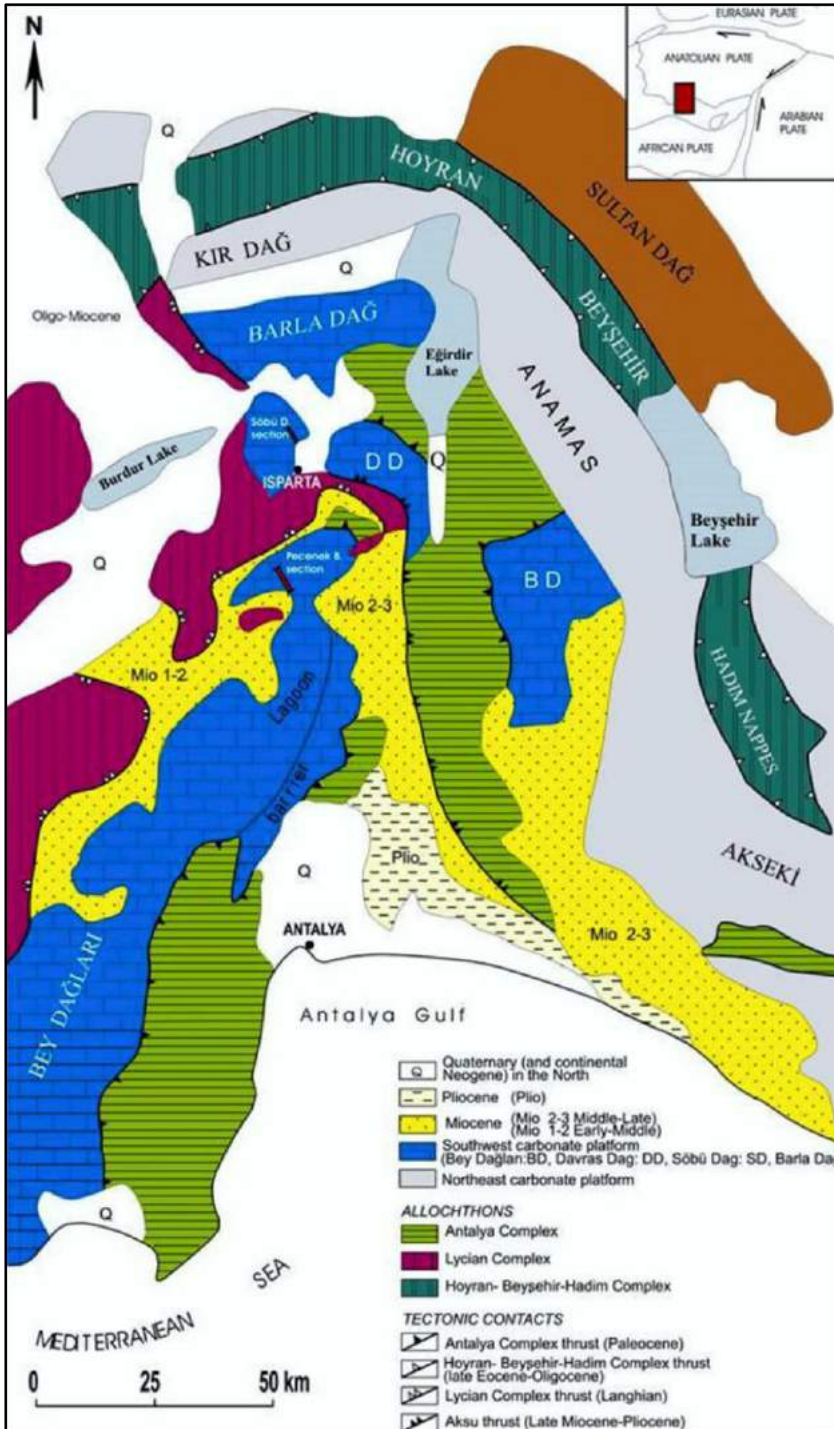 N
EURASIAN PLATE
ANATOLIAN PLATE
ARABIAN
PLATE
AFRICAN PLATE
Q
HOYRAN
SULTAN DAĞ
KIR DAĞ
Q
BEYŞEHİR
Oligo-Miocene
BARLA DAĞ
Eğirdir
Lake
ANAMAS
Söbü D.
section
Burdur Lake
DD
Q
ISPARTA
Beyşehir
Lake
Q
Pecenek B.
section
BD
Mio 2-3
Mio 1-2
Lagoon
HADIM NAPPES
barrier
Plio
AKSEKİ
Q
ANTALYA
Mio 2-3
BEY DAĞLARI
Antalya Gulf
Q
MEDITERRANEAN SEA
0 25 50 km
Q Quaternary (and continental
Neogene) in the North
Pliocene (Plio)
Miocene (Mio 2-3 Middle-Late)
(Mio 1-2 Early-Middle)
Southwest carbonate platform
(Bey Dağlan:BD, Davras Dag: DD, Söbü Dag: SD, Barla Da
Northeast carbonate platform
ALLOCHTHONS
Antalya Complex
Lycian Complex
Hoyran- Beyşehir-Hadim Complex
TECTONIC CONTACTS
Antalya Complex thrust (Paleocene)
Hoyran- Beyşehir-Hadim Complex thrust
(late Eocene-Oligocene)
Lycian Complex thrust (Langhian)
Aksu thrust (Late Miocene-Pliocene)